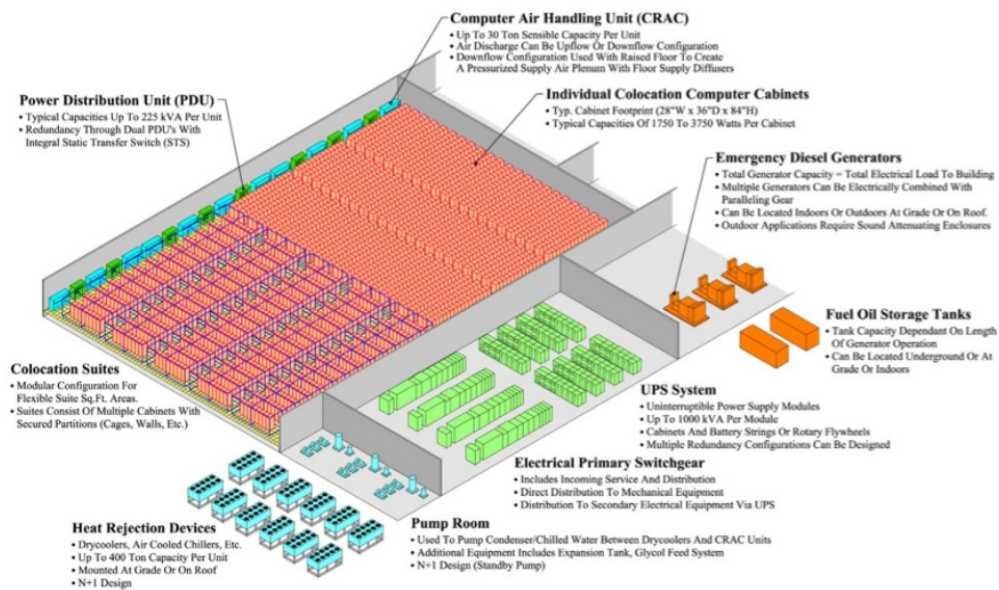 Computer Air Handling Unit (CRAC)
• Up To 30 Ton Sensible Capacity Per Unit
• Air Discharge Can Be Upflow Or Downflow Configuration
• Downflow Configuration Used With Raised Floor To Create
A Pressurized Supply Air Plenum With Floor Supply Diffusers
Power Distribution Unit (PDU)
• Typical Capacities Up To 225 kVA Per Unit
• Redundancy Through Dual PDU's With
Integral Static Transfer Switch (STS)
Individual Colocation Computer Cabinets
• Typ. Cabinet Footprint (28"W x 36"D x 84"H)
• Typical Capacities Of 1750 To 3750 Watts Per Cabinet
Emergency Diesel Generators
• Total Generator Capacity = Total Electrical Load To Building
• Multiple Generators Can Be Electrically Combined With
Paralleling Gear
• Can Be Located Indoors Or Outdoors At Grade Or On Roof.
• Outdoor Applications Require Sound Attenuating Enclosures
Fuel Oil Storage Tanks
• Tank Capacity Dependant On Length
Of Generator Operation
• Can Be Located Underground Or At
Grade Or Indoors
Colocation Suites
• Modular Configuration For
Flexible Suite Sq.Ft. Areas.
• Suites Consist Of Multiple Cabinets With
Secured Partitions (Cages, Walls, Etc.)
UPS System
• Uninterruptible Power Supply Modules
• Up To 1000 kVA Per Module
• Cabinets And Battery Strings Or Rotary Flywheels
• Multiple Redundancy Configurations Can Be Designed
Electrical Primary Switchgear
• Includes Incoming Service And Distribution
• Direct Distribution To Mechanical Equipment
• Distribution To Secondary Electrical Equipment Via UPS
Pump Room
• Used To Pump Condenser/Chilled Water Between Drycoolers And CRAC Units
• Additional Equipment Includes Expansion Tank, Glycol Feed System
• N+1 Design (Standby Pump)
Heat Rejection Devices
• Drycoolers, Air Cooled Chillers, Etc.
• Up To 400 Ton Capacity Per Unit
• Mounted At Grade Or On Roof
• N+1 Design